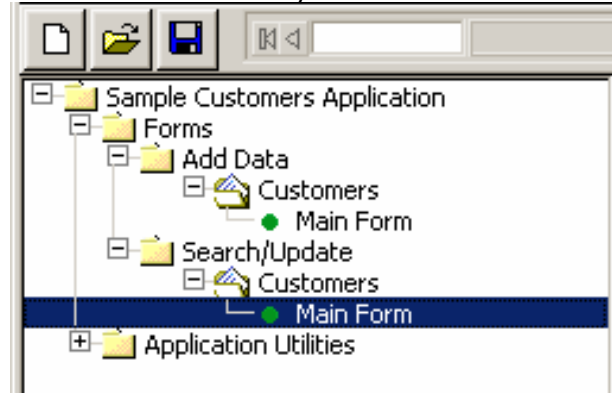 Sample Customers Application
Forms
Add Data
Customers
Main Form
Search/Update
Customers
Main Form
Application Utilities